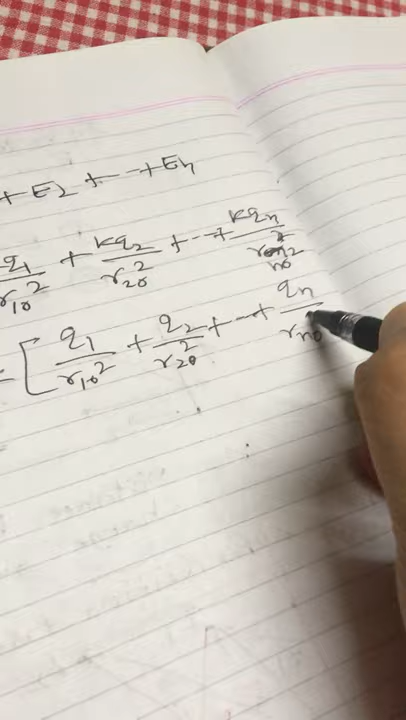 + E2 + -- + En
q1/r10² + kq2/r20² + -- + kqn/rn0²
= [ q1/r10² + q2/r20² + -- + qn/rn0